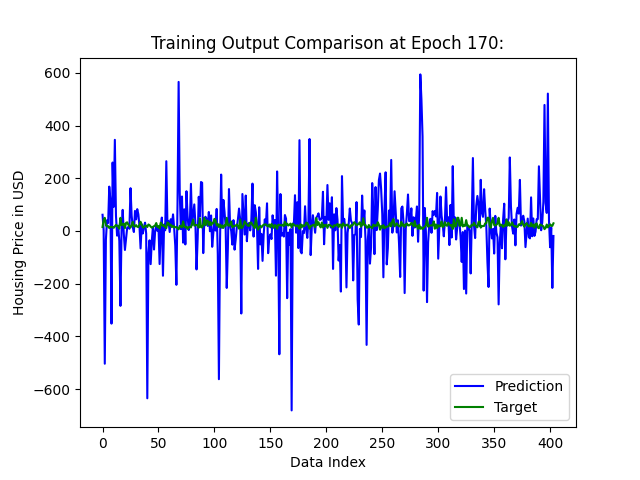 Training Output Comparison at Epoch 170:
Housing Price in USD
600
400
200
0
−200
−400
−600
0 50 100 150 200 250 300 350 400
Data Index
Prediction
Target